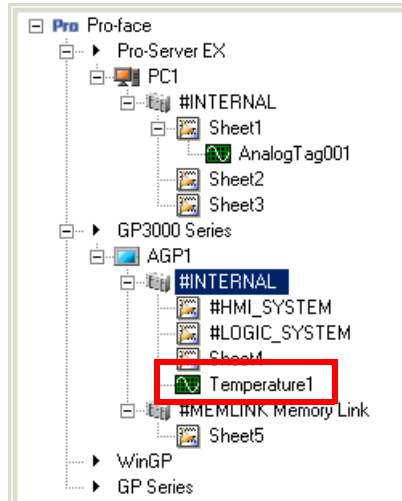 Pro Pro-face
Pro-Server EX
PC1
#INTERNAL
Sheet1
AnalogTag001
Sheet2
Sheet3
GP3000 Series
AGP1
#INTERNAL
#HMI_SYSTEM
#LOGIC_SYSTEM
Sheet4
Temperature1
#MEMLINK Memory Link
Sheet5
WinGP
GP Series